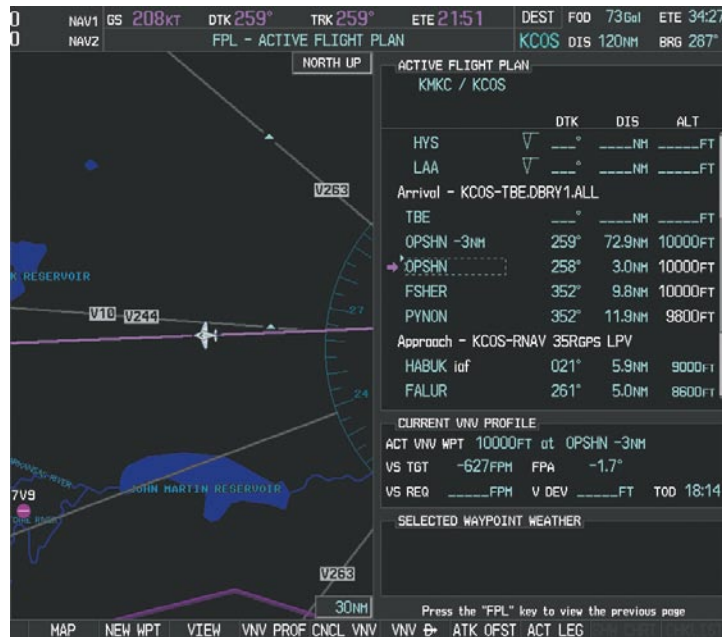 NAV1 GS 208KT DTK 259° TRK 259° ETE 21:51 DEST FOD 73Gal ETE 34:27
NAV2 FPL - ACTIVE FLIGHT PLAN KCOS DIS 120NM BRG 287°
NORTH UP
V263
RESERVOIR
V10 V244
27
24
JOHN MARTIN RESERVOIR
7V9
V263
30NM
ACTIVE FLIGHT PLAN
KMKC / KCOS
DTK DIS ALT
HYS ___° ____NM _____FT
LAA ___° ____NM _____FT
Arrival - KCOS-TBE.DBRY1.ALL
TBE ___° ____NM _____FT
OPSHN -3NM 259° 72.9NM 10000FT
OPSHN 258° 3.0NM 10000FT
FSHER 352° 9.8NM 10000FT
PYNON 352° 11.9NM 9800FT
Approach - KCOS-RNAV 35RGPS LPV
HABUK iaf 021° 5.9NM 9000FT
FALUR 261° 5.0NM 8600FT
CURRENT VNV PROFILE
ACT VNV WPT 10000FT at OPSHN -3NM
VS TGT -627FPM FPA -1.7°
VS REQ _____FPM V DEV _____FT TOD 18:14
SELECTED WAYPOINT WEATHER
Press the "FPL" key to view the previous page
MAP NEW WPT VIEW VNV PROF CNCL VNV VNV D ATK OFST ACT LEG